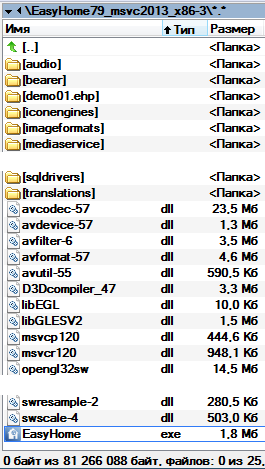 \EasyHome79_msvc2013_x86-3\*.*
Имя Тип Размер
[..] <Папка>
[audio] <Папка>
[bearer] <Папка>
[demo01.ehp] <Папка>
[iconengines] <Папка>
[imageformats] <Папка>
[mediaservice] <Папка>
[sqldrivers] <Папка>
[translations] <Папка>
avcodec-57 dll 23,5 Мб
avdevice-57 dll 1,3 Мб
avfilter-6 dll 3,5 Мб
avformat-57 dll 4,6 Мб
avutil-55 dll 590,5 Кб
D3Dcompiler_47 dll 3,3 Мб
libEGL dll 10,0 Кб
libGLESV2 dll 1,5 Мб
msvcp120 dll 444,6 Кб
msvcr120 dll 948,1 Кб
opengl32sw dll 14,5 Мб
swresample-2 dll 280,5 Кб
swscale-4 dll 503,0 Кб
EasyHome exe 1,8 Мб
0 байт из 81 266 088 байт, файлов: 0 из 25,